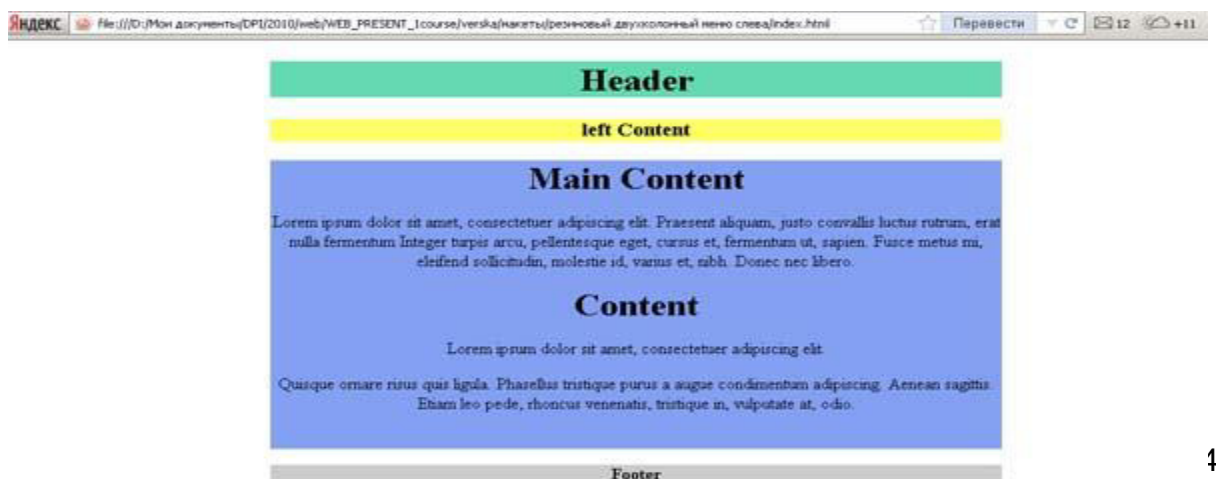 Яндекс file:///D:/Мои документы/DPI/2010/web/WEB_PRESENT_1course/verska/макеты/резиновый двухколонный меню слева/index.html Перевести 12 +11
Header
left Content
Main Content
Lorem ipsum dolor sit amet, consectetuer adipiscing elit. Praesent aliquam, justo convallis luctus rutrum, erat
nulla fermentum Integer turpis arcu, pellentesque eget, cursus et, fermentum ut, sapien. Fusce metus mi,
eleifend sollicitudin, molestie id, varius et, nibh. Donec nec libero.
Content
Lorem ipsum dolor sit amet, consectetuer adipiscing elit
Quisque ornare risus quis ligula. Phasellus tristique purus a augue condimentum adipiscing. Aenean sagittis.
Etiam leo pede, rhoncus venenatis, tristique in, vulputate at, odio.
Footer
4